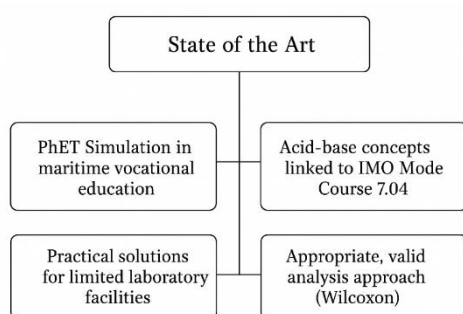 State of the Art
PhET Simulation in
maritime vocational
education
Acid-base concepts
linked to IMO Mode
Course 7.04
Practical solutions
for limited laboratory
facilities
Appropriate, valid
analysis approach
(Wilcoxon)